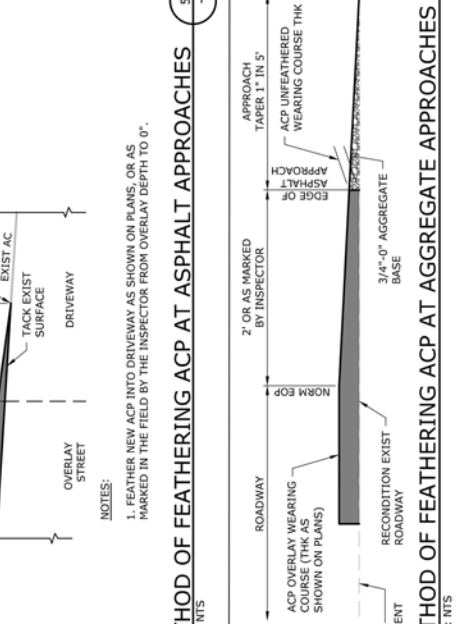 EXIST AC
TACK EXIST
SURFACE
DRIVEWAY
OVERLAY
STREET
NOTES:
1. FEATHER NEW ACP INTO DRIVEWAY AS SHOWN ON PLANS, OR AS
MARKED IN THE FIELD BY THE INSPECTOR FROM OVERLAY DEPTH TO 0".
THOD OF FEATHERING ACP AT ASPHALT APPROACHES
NTS
ROADWAY
2' OR AS MARKED
BY INSPECTOR
APPROACH
TAPER 1" IN 5'
ACP OVERLAY WEARING
COURSE (THK AS
SHOWN ON PLANS)
NORM EOP
EDGE OF
ASPHALT
APPROACH
ACP UNFEATHERED
WEARING COURSE THK
ENT
RECONDITION EXIST
ROADWAY
3/4"-0" AGGREGATE
BASE
THOD OF FEATHERING ACP AT AGGREGATE APPROACHES
NTS